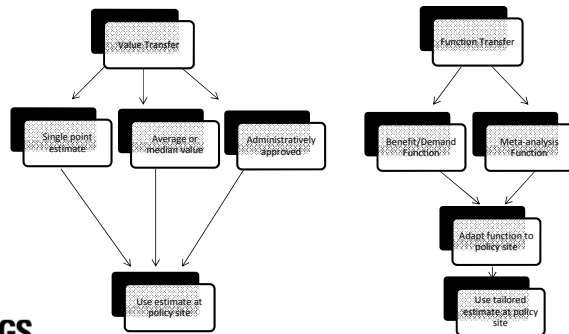 Value Transfer
Function Transfer
Single point
estimate
Average or
median value
Administratively
approved
Benefit/Demand
Function
Meta-analysis
Function
Adapt function to
policy site
Use estimate at
policy site
Use tailored
estimate at policy
site
GS